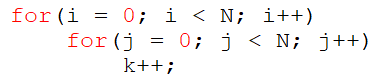 for(i = 0; i < N; i++)
    for(j = 0; j < N; j++)
        k++;